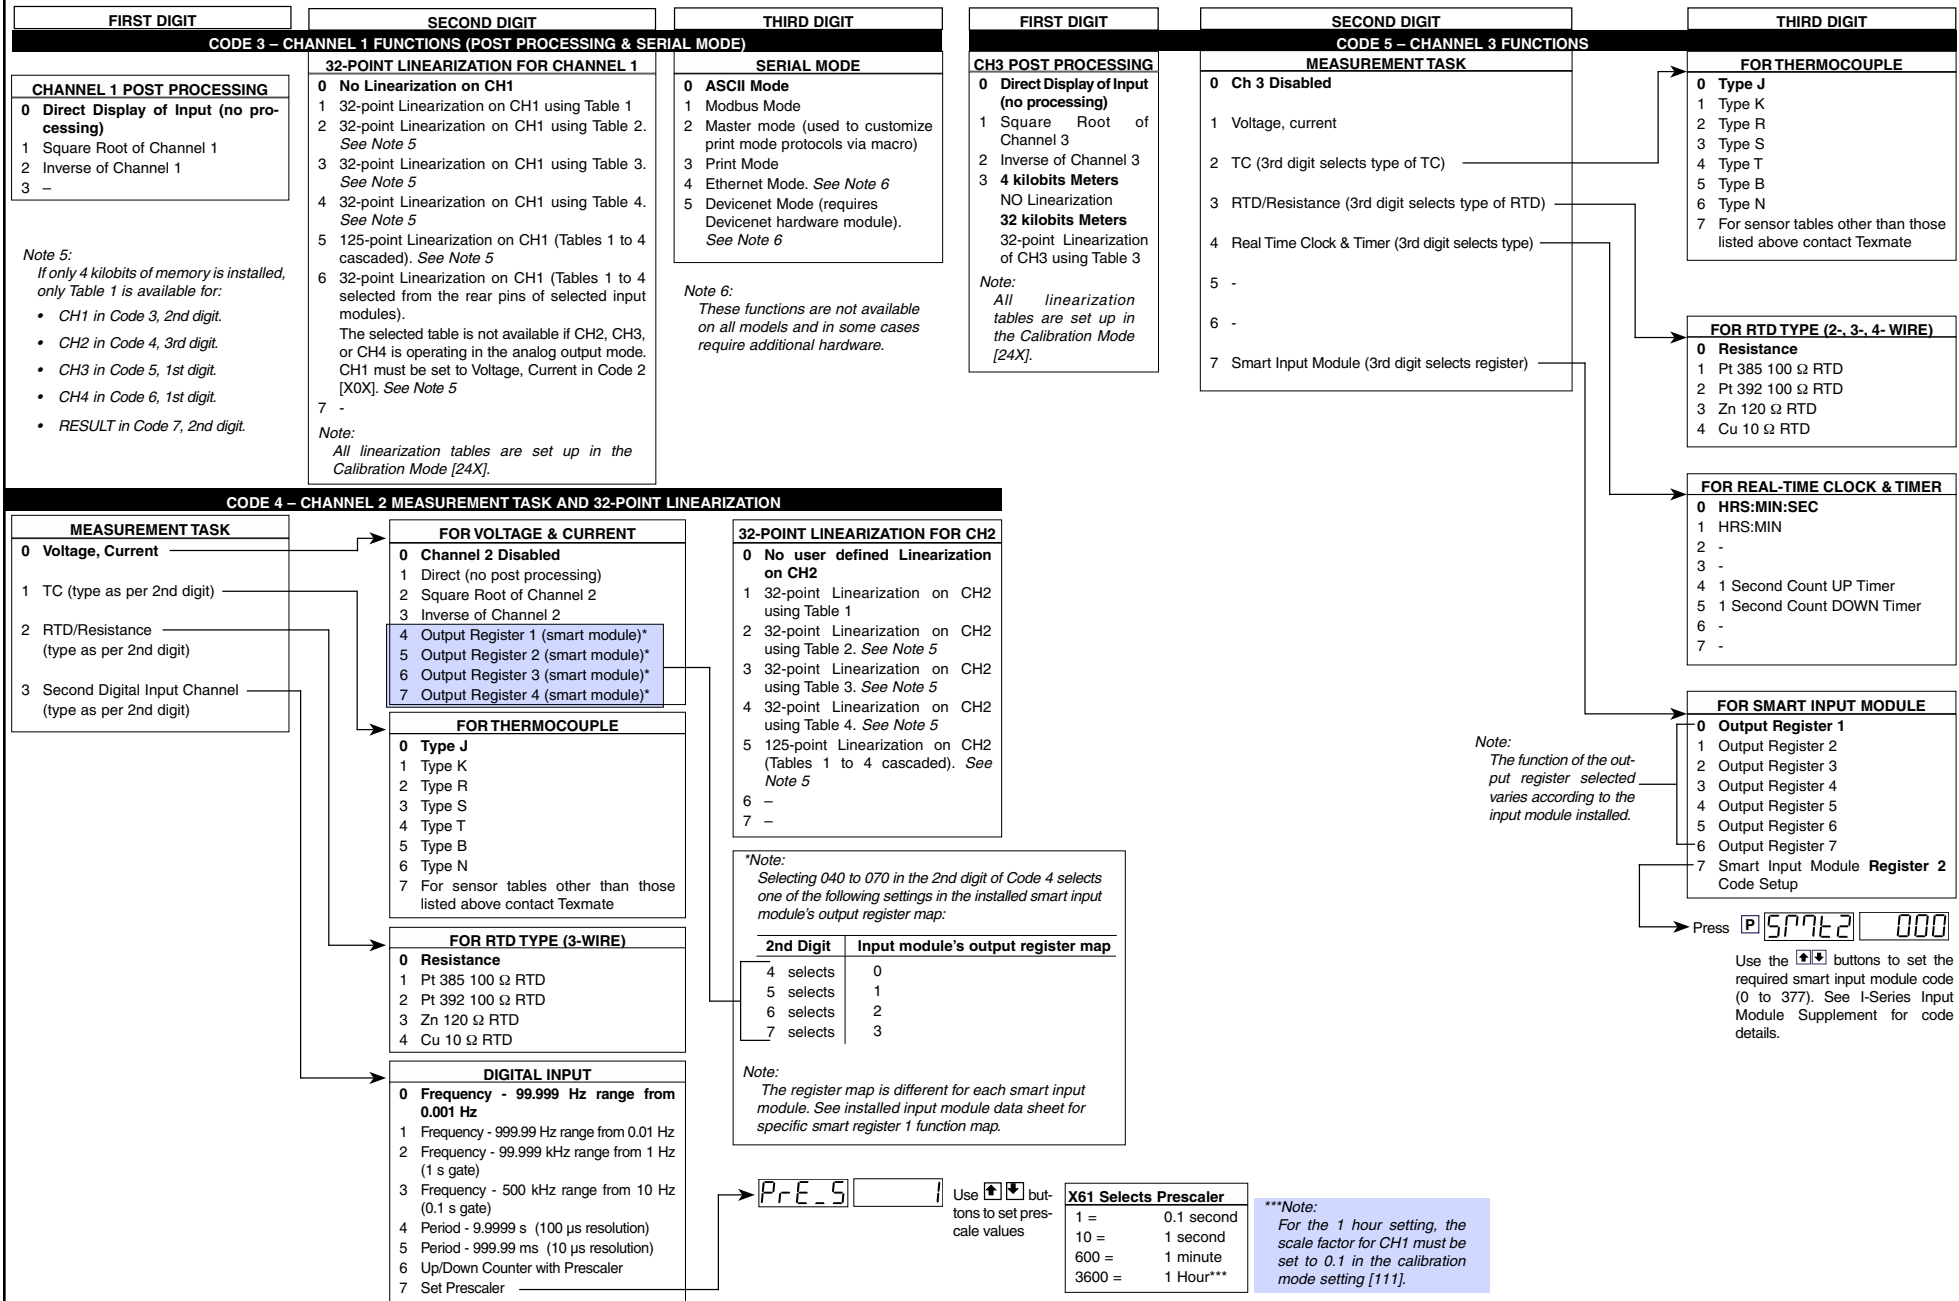 FIRST DIGIT
SECOND DIGIT
THIRD DIGIT
CODE 3 – CHANNEL 1 FUNCTIONS (POST PROCESSING & SERIAL MODE)
CHANNEL 1 POST PROCESSING
0 Direct Display of Input (no pro-
cessing)
1 Square Root of Channel 1
2 Inverse of Channel 1
3 –
Note 5:
If only 4 kilobits of memory is installed,
only Table 1 is available for:
• CH1 in Code 3, 2nd digit.
• CH2 in Code 4, 3rd digit.
• CH3 in Code 5, 1st digit.
• CH4 in Code 6, 1st digit.
• RESULT in Code 7, 2nd digit.
32-POINT LINEARIZATION FOR CHANNEL 1
0 No Linearization on CH1
1 32-point Linearization on CH1 using Table 1
2 32-point Linearization on CH1 using Table 2.
See Note 5
3 32-point Linearization on CH1 using Table 3.
See Note 5
4 32-point Linearization on CH1 using Table 4.
See Note 5
5 125-point Linearization on CH1 (Tables 1 to 4
cascaded). See Note 5
6 32-point Linearization on CH1 (Tables 1 to 4
selected from the rear pins of selected input
modules).
The selected table is not available if CH2, CH3,
or CH4 is operating in the analog output mode.
CH1 must be set to Voltage, Current in Code 2
[X0X]. See Note 5
7 -
Note:
All linearization tables are set up in the
Calibration Mode [24X].
SERIAL MODE
0 ASCII Mode
1 Modbus Mode
2 Master mode (used to customize
print mode protocols via macro)
3 Print Mode
4 Ethernet Mode. See Note 6
5 Devicenet Mode (requires
Devicenet hardware module).
See Note 6
Note 6:
These functions are not available
on all models and in some cases
require additional hardware.
FIRST DIGIT
SECOND DIGIT
THIRD DIGIT
CODE 5 – CHANNEL 3 FUNCTIONS
CH3 POST PROCESSING
0 Direct Display of Input
(no processing)
1 Square Root of
Channel 3
2 Inverse of Channel 3
3 4 kilobits Meters
NO Linearization
32 kilobits Meters
32-point Linearization
of CH3 using Table 3
Note:
All linearization
tables are set up in
the Calibration Mode
[24X].
MEASUREMENT TASK
0 Ch 3 Disabled
1 Voltage, current
2 TC (3rd digit selects type of TC)
3 RTD/Resistance (3rd digit selects type of RTD)
4 Real Time Clock & Timer (3rd digit selects type)
5 -
6 -
7 Smart Input Module (3rd digit selects register)
FOR THERMOCOUPLE
0 Type J
1 Type K
2 Type R
3 Type S
4 Type T
5 Type B
6 Type N
7 For sensor tables other than those
listed above contact Texmate
FOR RTD TYPE (2-, 3-, 4- WIRE)
0 Resistance
1 Pt 385 100 Ω RTD
2 Pt 392 100 Ω RTD
3 Zn 120 Ω RTD
4 Cu 10 Ω RTD
FOR REAL-TIME CLOCK & TIMER
0 HRS:MIN:SEC
1 HRS:MIN
2 -
3 -
4 1 Second Count UP Timer
5 1 Second Count DOWN Timer
6 -
7 -
FOR SMART INPUT MODULE
0 Output Register 1
1 Output Register 2
2 Output Register 3
3 Output Register 4
4 Output Register 5
5 Output Register 6
6 Output Register 7
7 Smart Input Module Register 2
Code Setup
Note:
The function of the out-
put register selected
varies according to the
input module installed.
Press P SMt2 000
Use the buttons to set the
required smart input module code
(0 to 377). See I-Series Input
Module Supplement for code
details.
CODE 4 – CHANNEL 2 MEASUREMENT TASK AND 32-POINT LINEARIZATION
MEASUREMENT TASK
0 Voltage, Current
1 TC (type as per 2nd digit)
2 RTD/Resistance
(type as per 2nd digit)
3 Second Digital Input Channel
(type as per 2nd digit)
FOR VOLTAGE & CURRENT
0 Channel 2 Disabled
1 Direct (no post processing)
2 Square Root of Channel 2
3 Inverse of Channel 2
4 Output Register 1 (smart module)*
5 Output Register 2 (smart module)*
6 Output Register 3 (smart module)*
7 Output Register 4 (smart module)*
FOR THERMOCOUPLE
0 Type J
1 Type K
2 Type R
3 Type S
4 Type T
5 Type B
6 Type N
7 For sensor tables other than those
listed above contact Texmate
FOR RTD TYPE (3-WIRE)
0 Resistance
1 Pt 385 100 Ω RTD
2 Pt 392 100 Ω RTD
3 Zn 120 Ω RTD
4 Cu 10 Ω RTD
DIGITAL INPUT
0 Frequency - 99.999 Hz range from
0.001 Hz
1 Frequency - 999.99 Hz range from 0.01 Hz
2 Frequency - 99.999 kHz range from 1 Hz
(1 s gate)
3 Frequency - 500 kHz range from 10 Hz
(0.1 s gate)
4 Period - 9.9999 s (100 µs resolution)
5 Period - 999.99 ms (10 µs resolution)
6 Up/Down Counter with Prescaler
7 Set Prescaler
32-POINT LINEARIZATION FOR CH2
0 No user defined Linearization
on CH2
1 32-point Linearization on CH2
using Table 1
2 32-point Linearization on CH2
using Table 2. See Note 5
3 32-point Linearization on CH2
using Table 3. See Note 5
4 32-point Linearization on CH2
using Table 4. See Note 5
5 125-point Linearization on CH2
(Tables 1 to 4 cascaded). See
Note 5
6 –
7 –
*Note:
Selecting 040 to 070 in the 2nd digit of Code 4 selects
one of the following settings in the installed smart input
module's output register map:
2nd Digit Input module's output register map
4 selects 0
5 selects 1
6 selects 2
7 selects 3
Note:
The register map is different for each smart input
module. See installed input module data sheet for
specific smart register 1 function map.
PrE_S 1
Use but-
tons to set pres-
cale values
X61 Selects Prescaler
1 = 0.1 second
10 = 1 second
600 = 1 minute
3600 = 1 Hour***
***Note:
For the 1 hour setting, the
scale factor for CH1 must be
set to 0.1 in the calibration
mode setting [111].